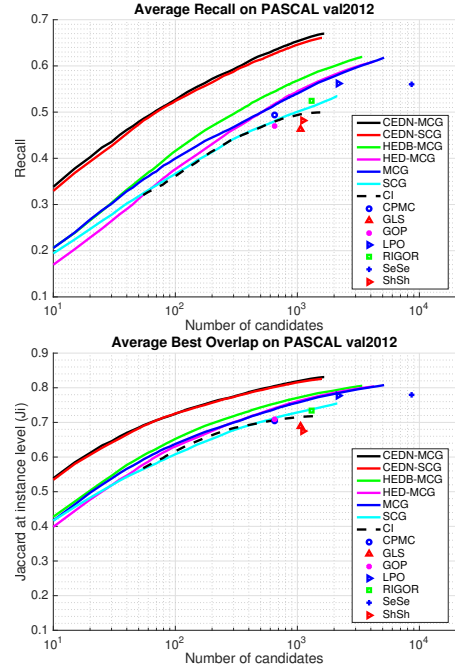 Average Recall on PASCAL val2012
0.7
0.6
0.5
0.4
0.3
0.2
0.1
Recall
10^1
10^2
10^3
10^4
Number of candidates
CEDN-MCG
CEDN-SCG
HEDB-MCG
HED-MCG
MCG
SCG
CI
CPMC
GLS
GOP
LPO
RIGOR
SeSe
ShSh
Average Best Overlap on PASCAL val2012
0.9
0.8
0.7
0.6
0.5
0.4
0.3
0.2
0.1
Jaccard at instance level (Ji)
10^1
10^2
10^3
10^4
Number of candidates
CEDN-MCG
CEDN-SCG
HEDB-MCG
HED-MCG
MCG
SCG
CI
CPMC
GLS
GOP
LPO
RIGOR
SeSe
ShSh